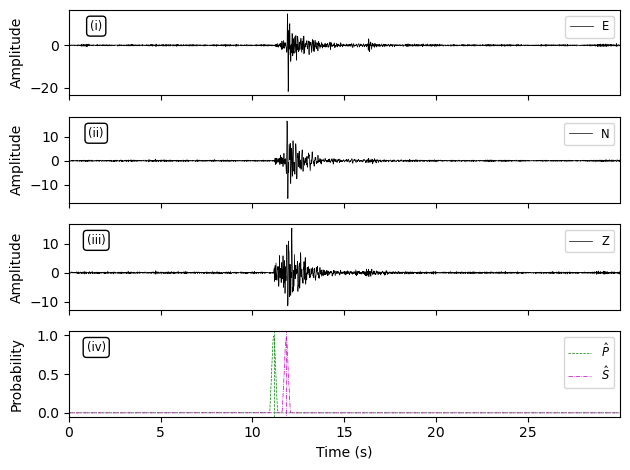 Amplitude
(i)
E
0
−20
Amplitude
(ii)
N
10
0
−10
Amplitude
(iii)
Z
10
0
−10
Probability
(iv)
P̂
Ŝ
1.0
0.5
0.0
0 5 10 15 20 25
Time (s)